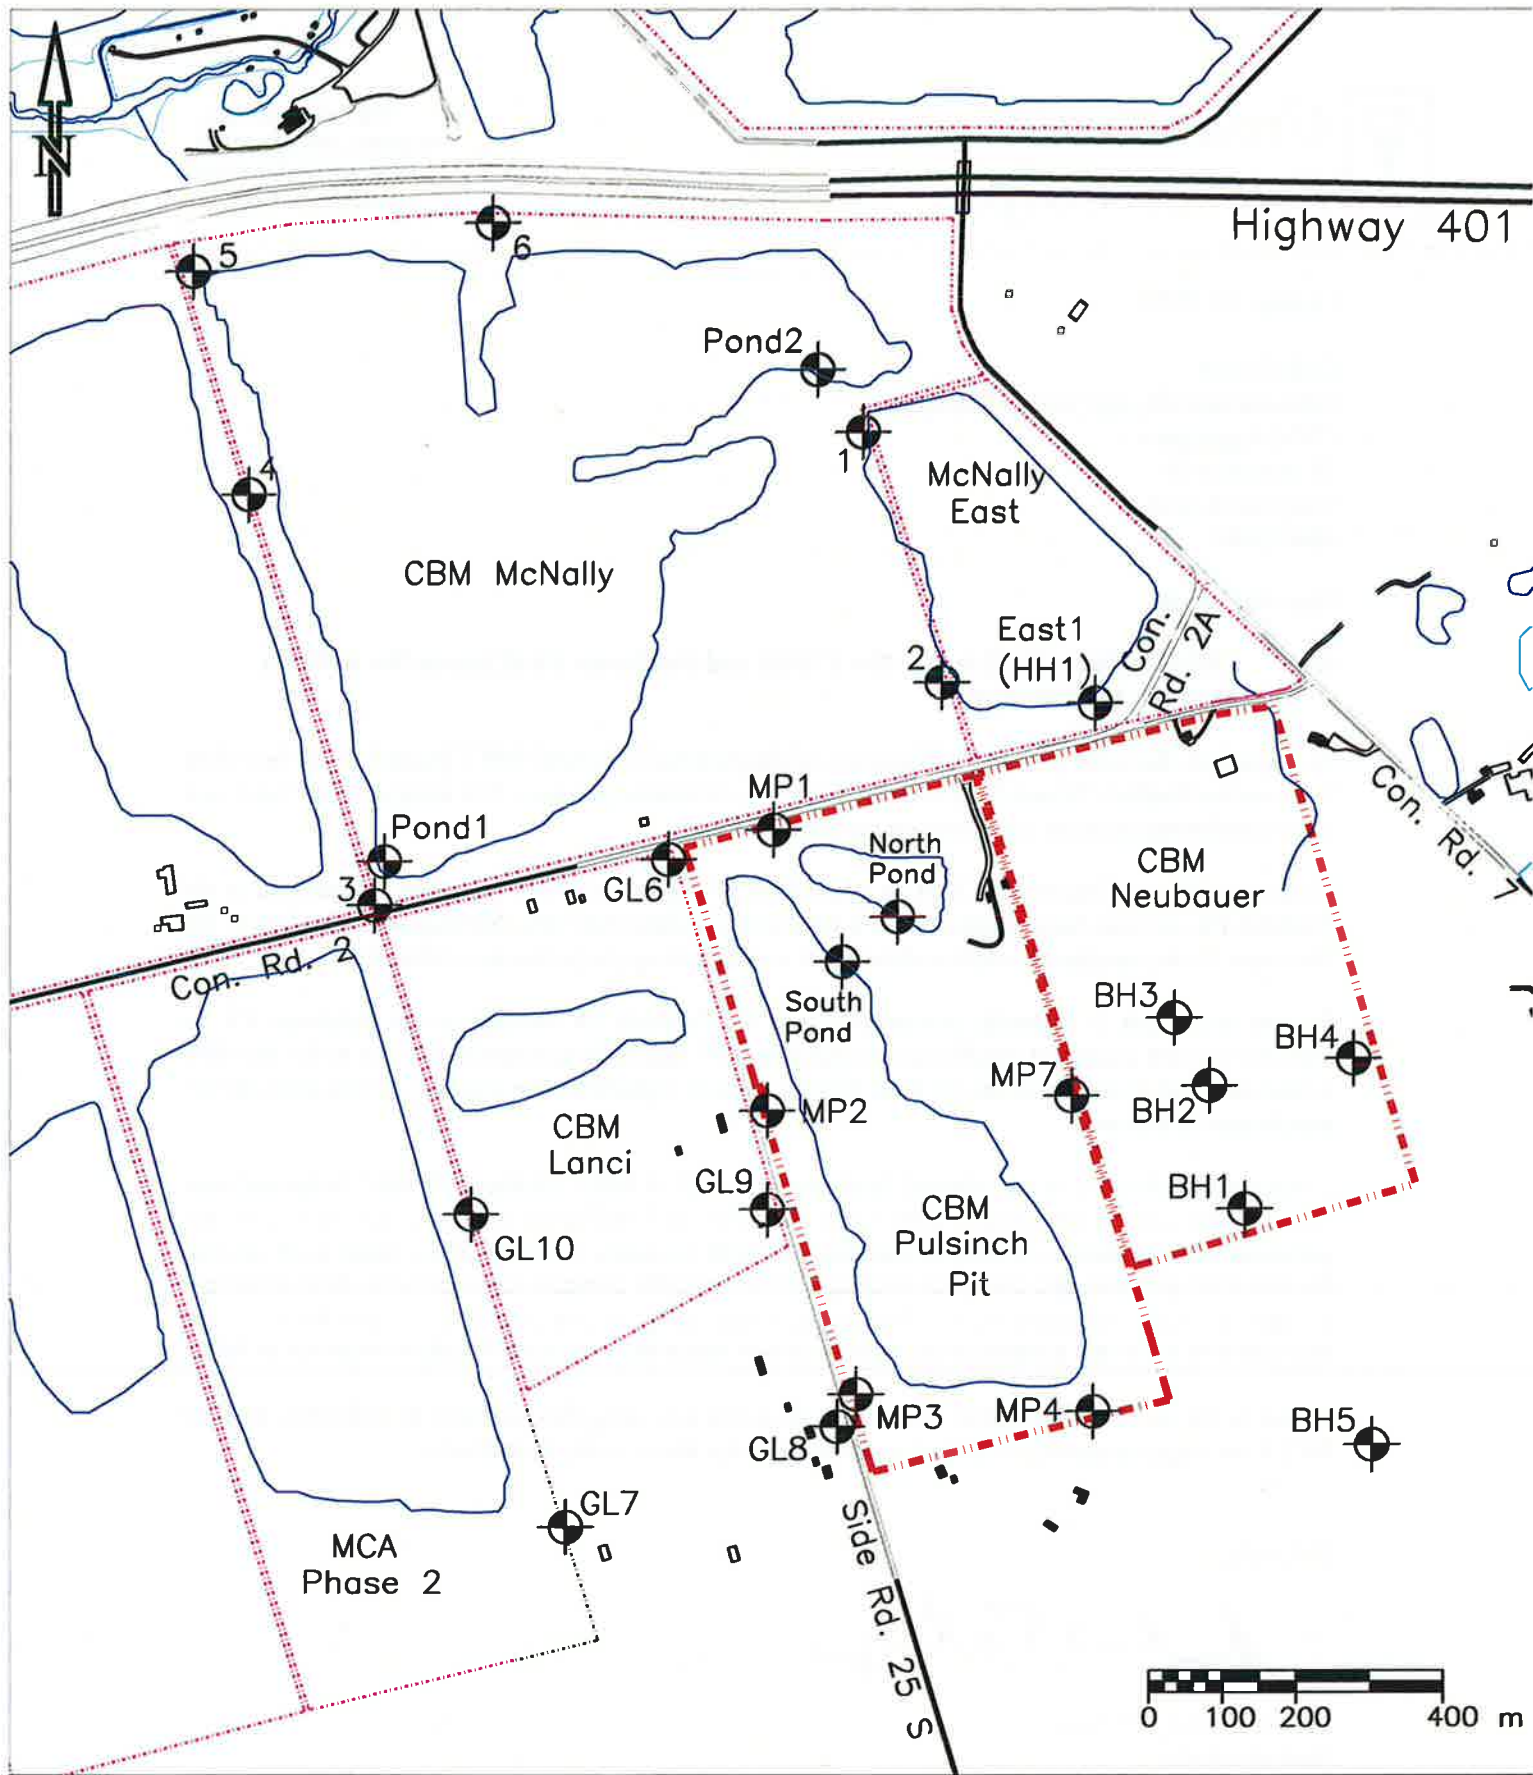 N
Highway 401
5
6
Pond2
1
4
McNally
East
CBM McNally
East1
(HH1)
2
Con.
Rd. 2A
MP1
Pond1
3
GL6
North
Pond
CBM
Neubauer
Con. Rd. 7
Con. Rd. 2
South
Pond
BH3
BH4
MP7
BH2
MP2
CBM
Lanci
GL9
BH1
GL10
CBM
Pulsinch
Pit
MP3
MP4
BH5
GL8
GL7
MCA
Phase 2
Side Rd. 25 S
0 100 200 400 m